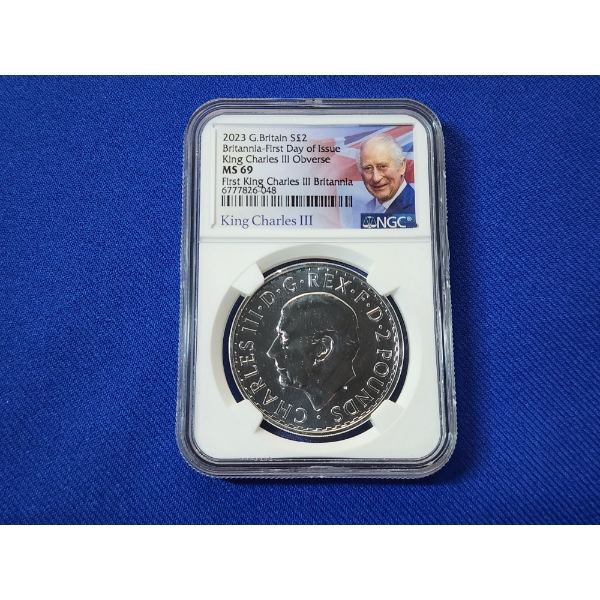 2023 G.Britain S£2
Britannia-First Day of Issue
King Charles III Obverse
MS 69
First King Charles III Britannia
6777826-048
King Charles III
NGC®
CHARLES III·D·G·REX·F·D·2 POUNDS·